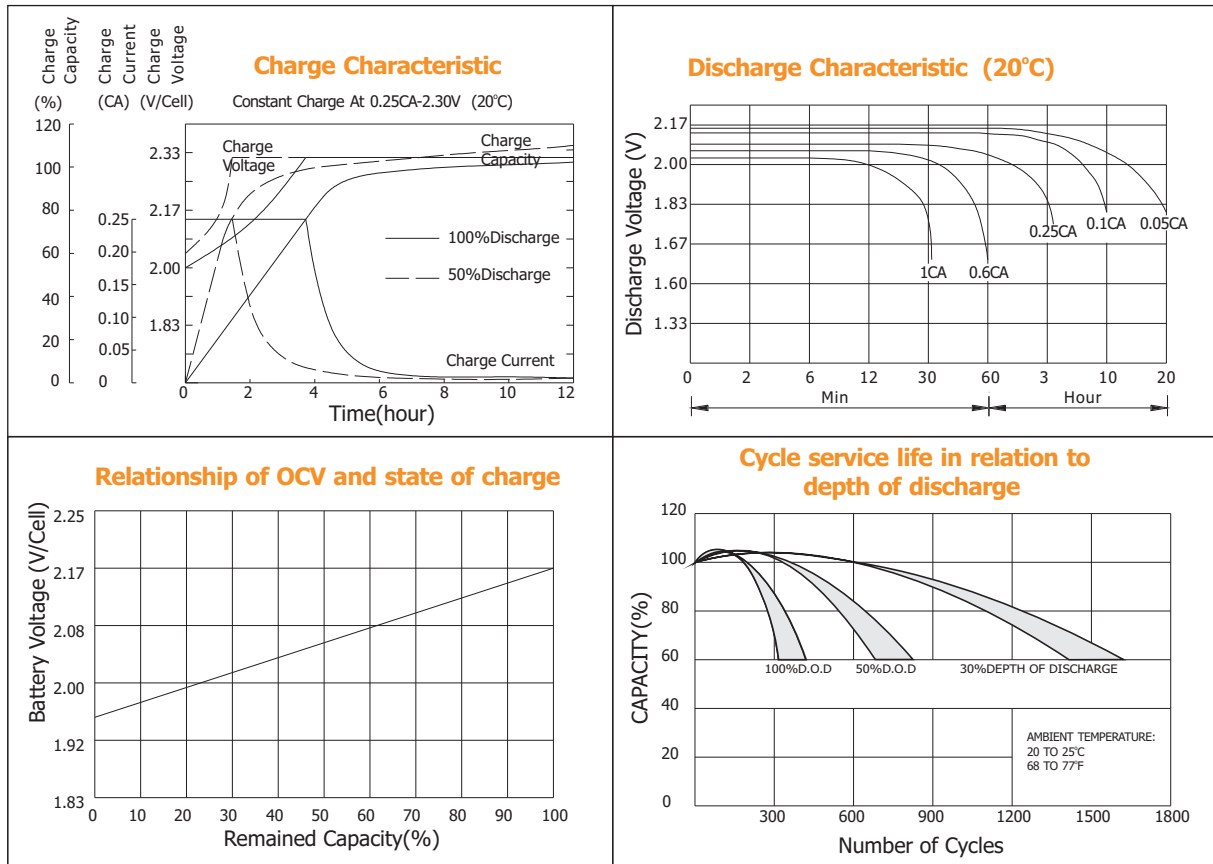 Charge Capacity
Charge Current
Charge Voltage
(%)
(CA)
(V/Cell)
Charge Characteristic
Constant Charge At 0.25CA-2.30V (20°C)
120
100
80
60
40
20
0
0.25
0.20
0.15
0.10
0.05
0
2.33
2.17
2.00
1.83
Charge Voltage
Charge Capacity
100%Discharge
50%Discharge
Charge Current
0 2 4 6 8 10 12
Time(hour)
Discharge Characteristic (20°C)
Discharge Voltage (V)
2.17
2.00
1.83
1.67
1.60
1.33
1CA
0.6CA
0.25CA
0.1CA
0.05CA
0 2 6 12 30 60 3 10 20
Min
Hour
Relationship of OCV and state of charge
Battery Voltage (V/Cell)
2.25
2.17
2.08
2.00
1.92
1.83
0 10 20 30 40 50 60 70 80 90 100
Remained Capacity(%)
Cycle service life in relation to
depth of discharge
CAPACITY(%)
120
100
80
60
40
20
0
100%D.O.D
50%D.O.D
30%DEPTH OF DISCHARGE
AMBIENT TEMPERATURE:
20 TO 25°C
68 TO 77°F
300 600 900 1200 1500 1800
Number of Cycles